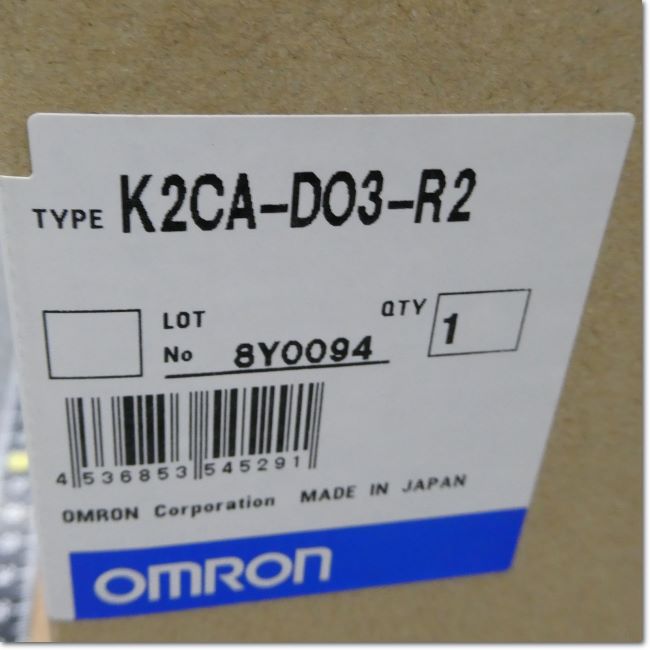 TYPE K2CA-DO3-R2
LOT
No 8Y0094
QTY 1
4 536853 545291
OMRON Corporation MADE IN JAPAN
OMRON